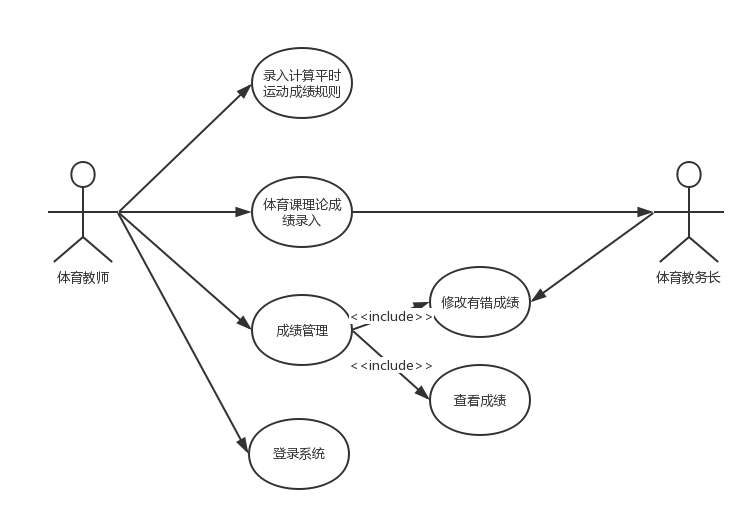 录入计算平时
运动成绩规则
体育课理论成
绩录入
体育教师
体育教务长
修改有错成绩
<<include>>
成绩管理
<<include>>
查看成绩
登录系统